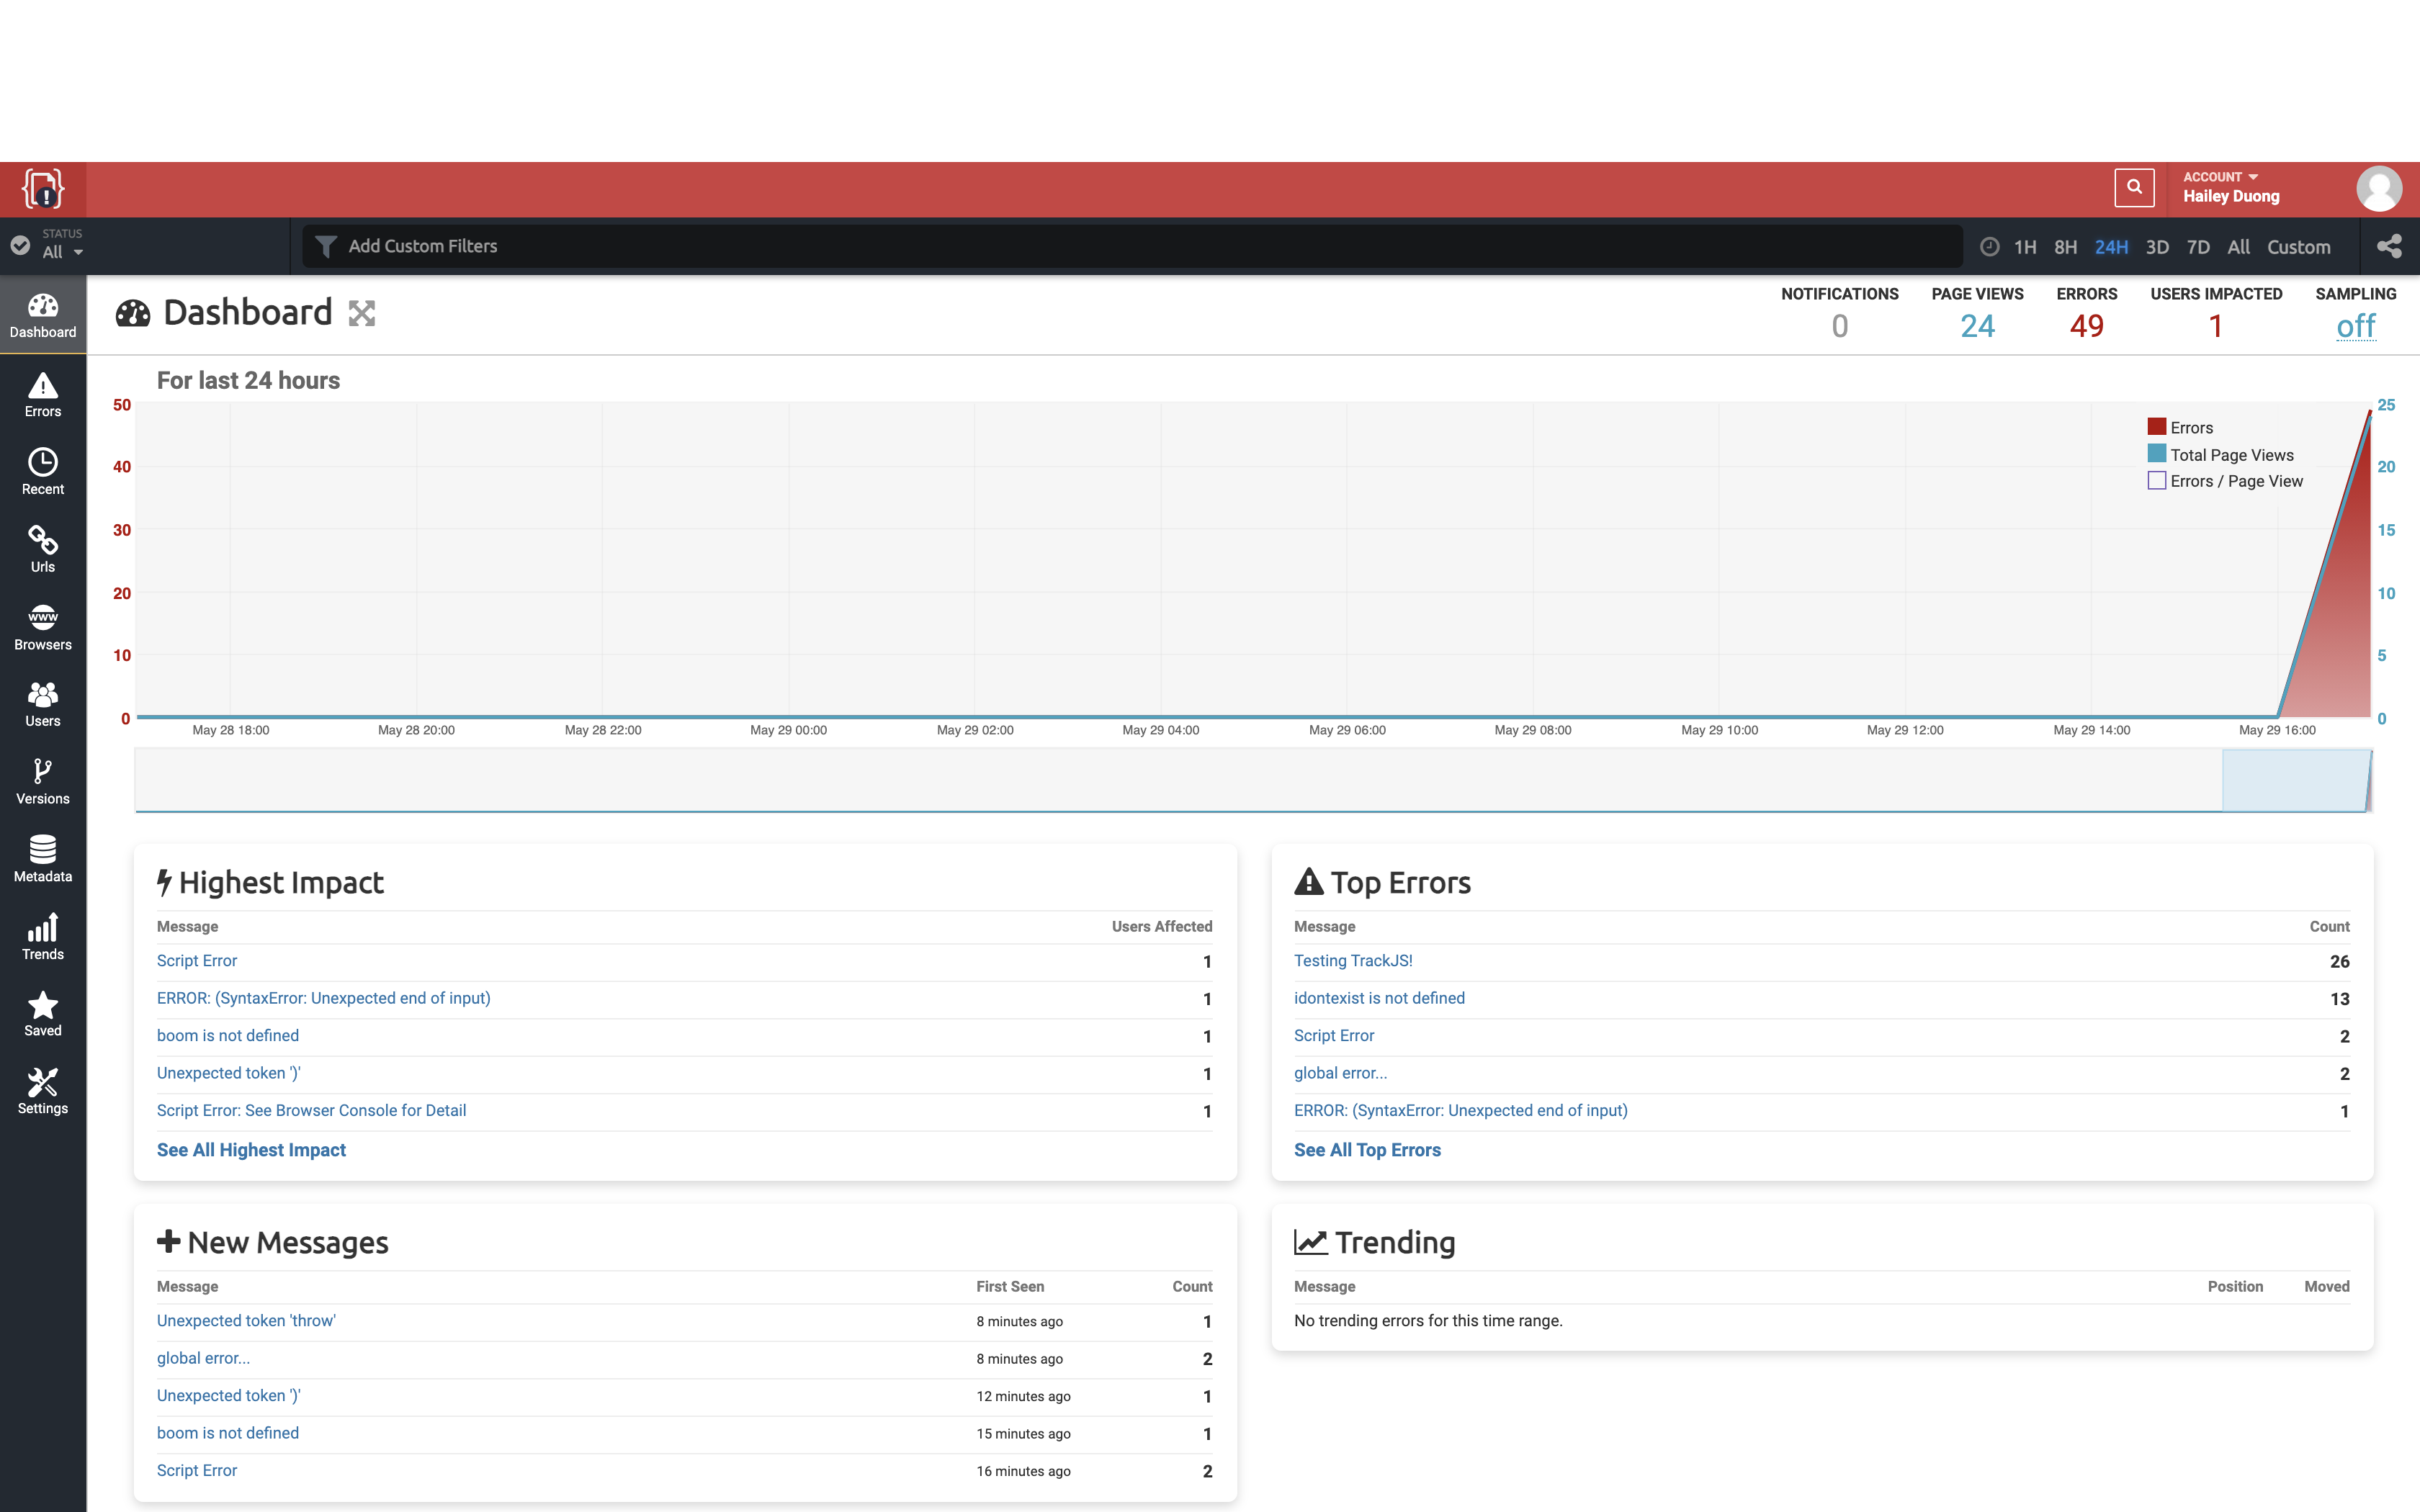 ACCOUNT
Hailey Duong
STATUS
All
Add Custom Filters
1H 8H 24H 3D 7D All Custom
Dashboard
Errors
Recent
Urls
www
Browsers
Users
Versions
Metadata
Trends
Saved
Settings
Dashboard
NOTIFICATIONS PAGE VIEWS ERRORS USERS IMPACTED SAMPLING
0 24 49 1 off
For last 24 hours
50
40
30
20
10
0
25
20
15
10
5
0
Errors
Total Page Views
Errors / Page View
May 28 18:00 May 28 20:00 May 28 22:00 May 29 00:00 May 29 02:00 May 29 04:00 May 29 06:00 May 29 08:00 May 29 10:00 May 29 12:00 May 29 14:00 May 29 16:00
Highest Impact
Message Users Affected
Script Error 1
ERROR: (SyntaxError: Unexpected end of input) 1
boom is not defined 1
Unexpected token ')' 1
Script Error: See Browser Console for Detail 1
See All Highest Impact
Top Errors
Message Count
Testing TrackJS! 26
idontexist is not defined 13
Script Error 2
global error... 2
ERROR: (SyntaxError: Unexpected end of input) 1
See All Top Errors
New Messages
Message First Seen Count
Unexpected token 'throw' 8 minutes ago 1
global error... 8 minutes ago 2
Unexpected token ')' 12 minutes ago 1
boom is not defined 15 minutes ago 1
Script Error 16 minutes ago 2
Trending
Message Position Moved
No trending errors for this time range.